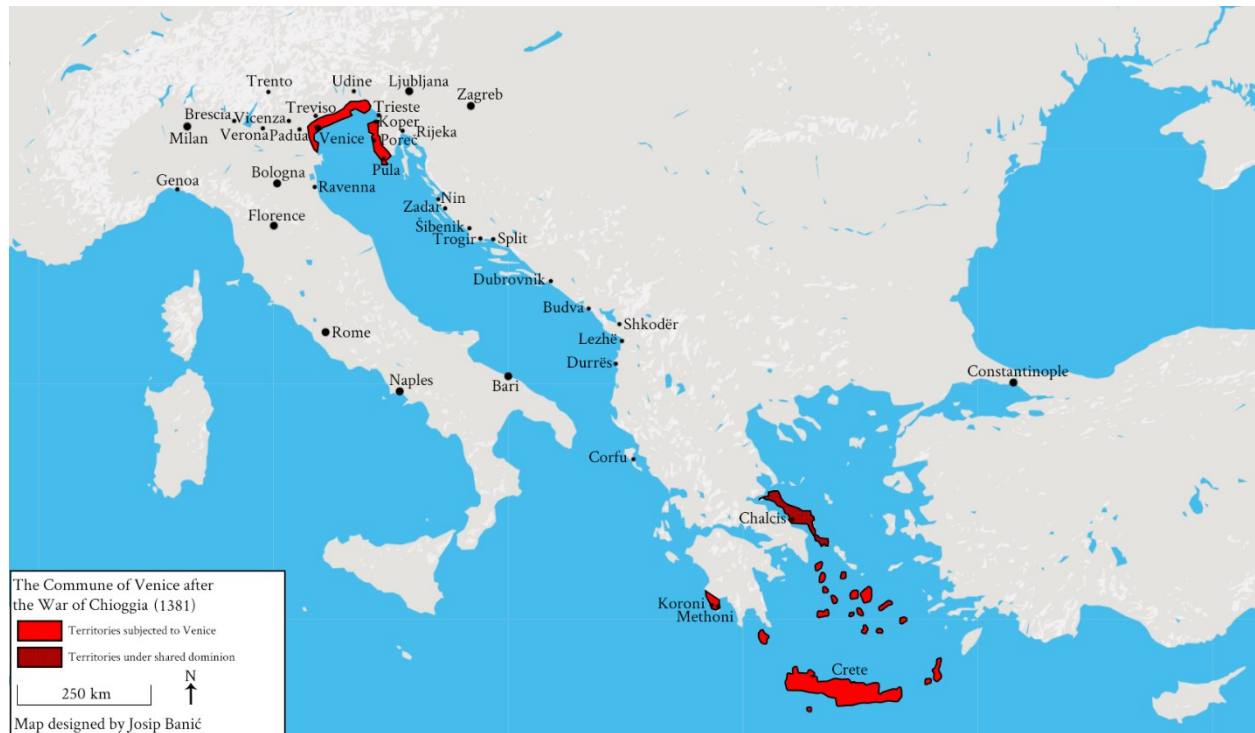 Trento
Udine
Ljubljana
Zagreb
Brescia
Vicenza
Treviso
Trieste
Koper
Milan
Verona
Padua
Venice
Poreč
Rijeka
Pula
Genoa
Bologna
Ravenna
Florence
Nin
Zadar
Šibenik
Trogir
Split
Dubrovnik
Budva
Rome
Shkodër
Lezhë
Durrës
Naples
Bari
Constantinople
Corfu
Chalcis
Koroni
Methoni
Crete
The Commune of Venice after
the War of Chioggia (1381)
Territories subjected to Venice
Territories under shared dominion
250 km
N
Map designed by Josip Banić